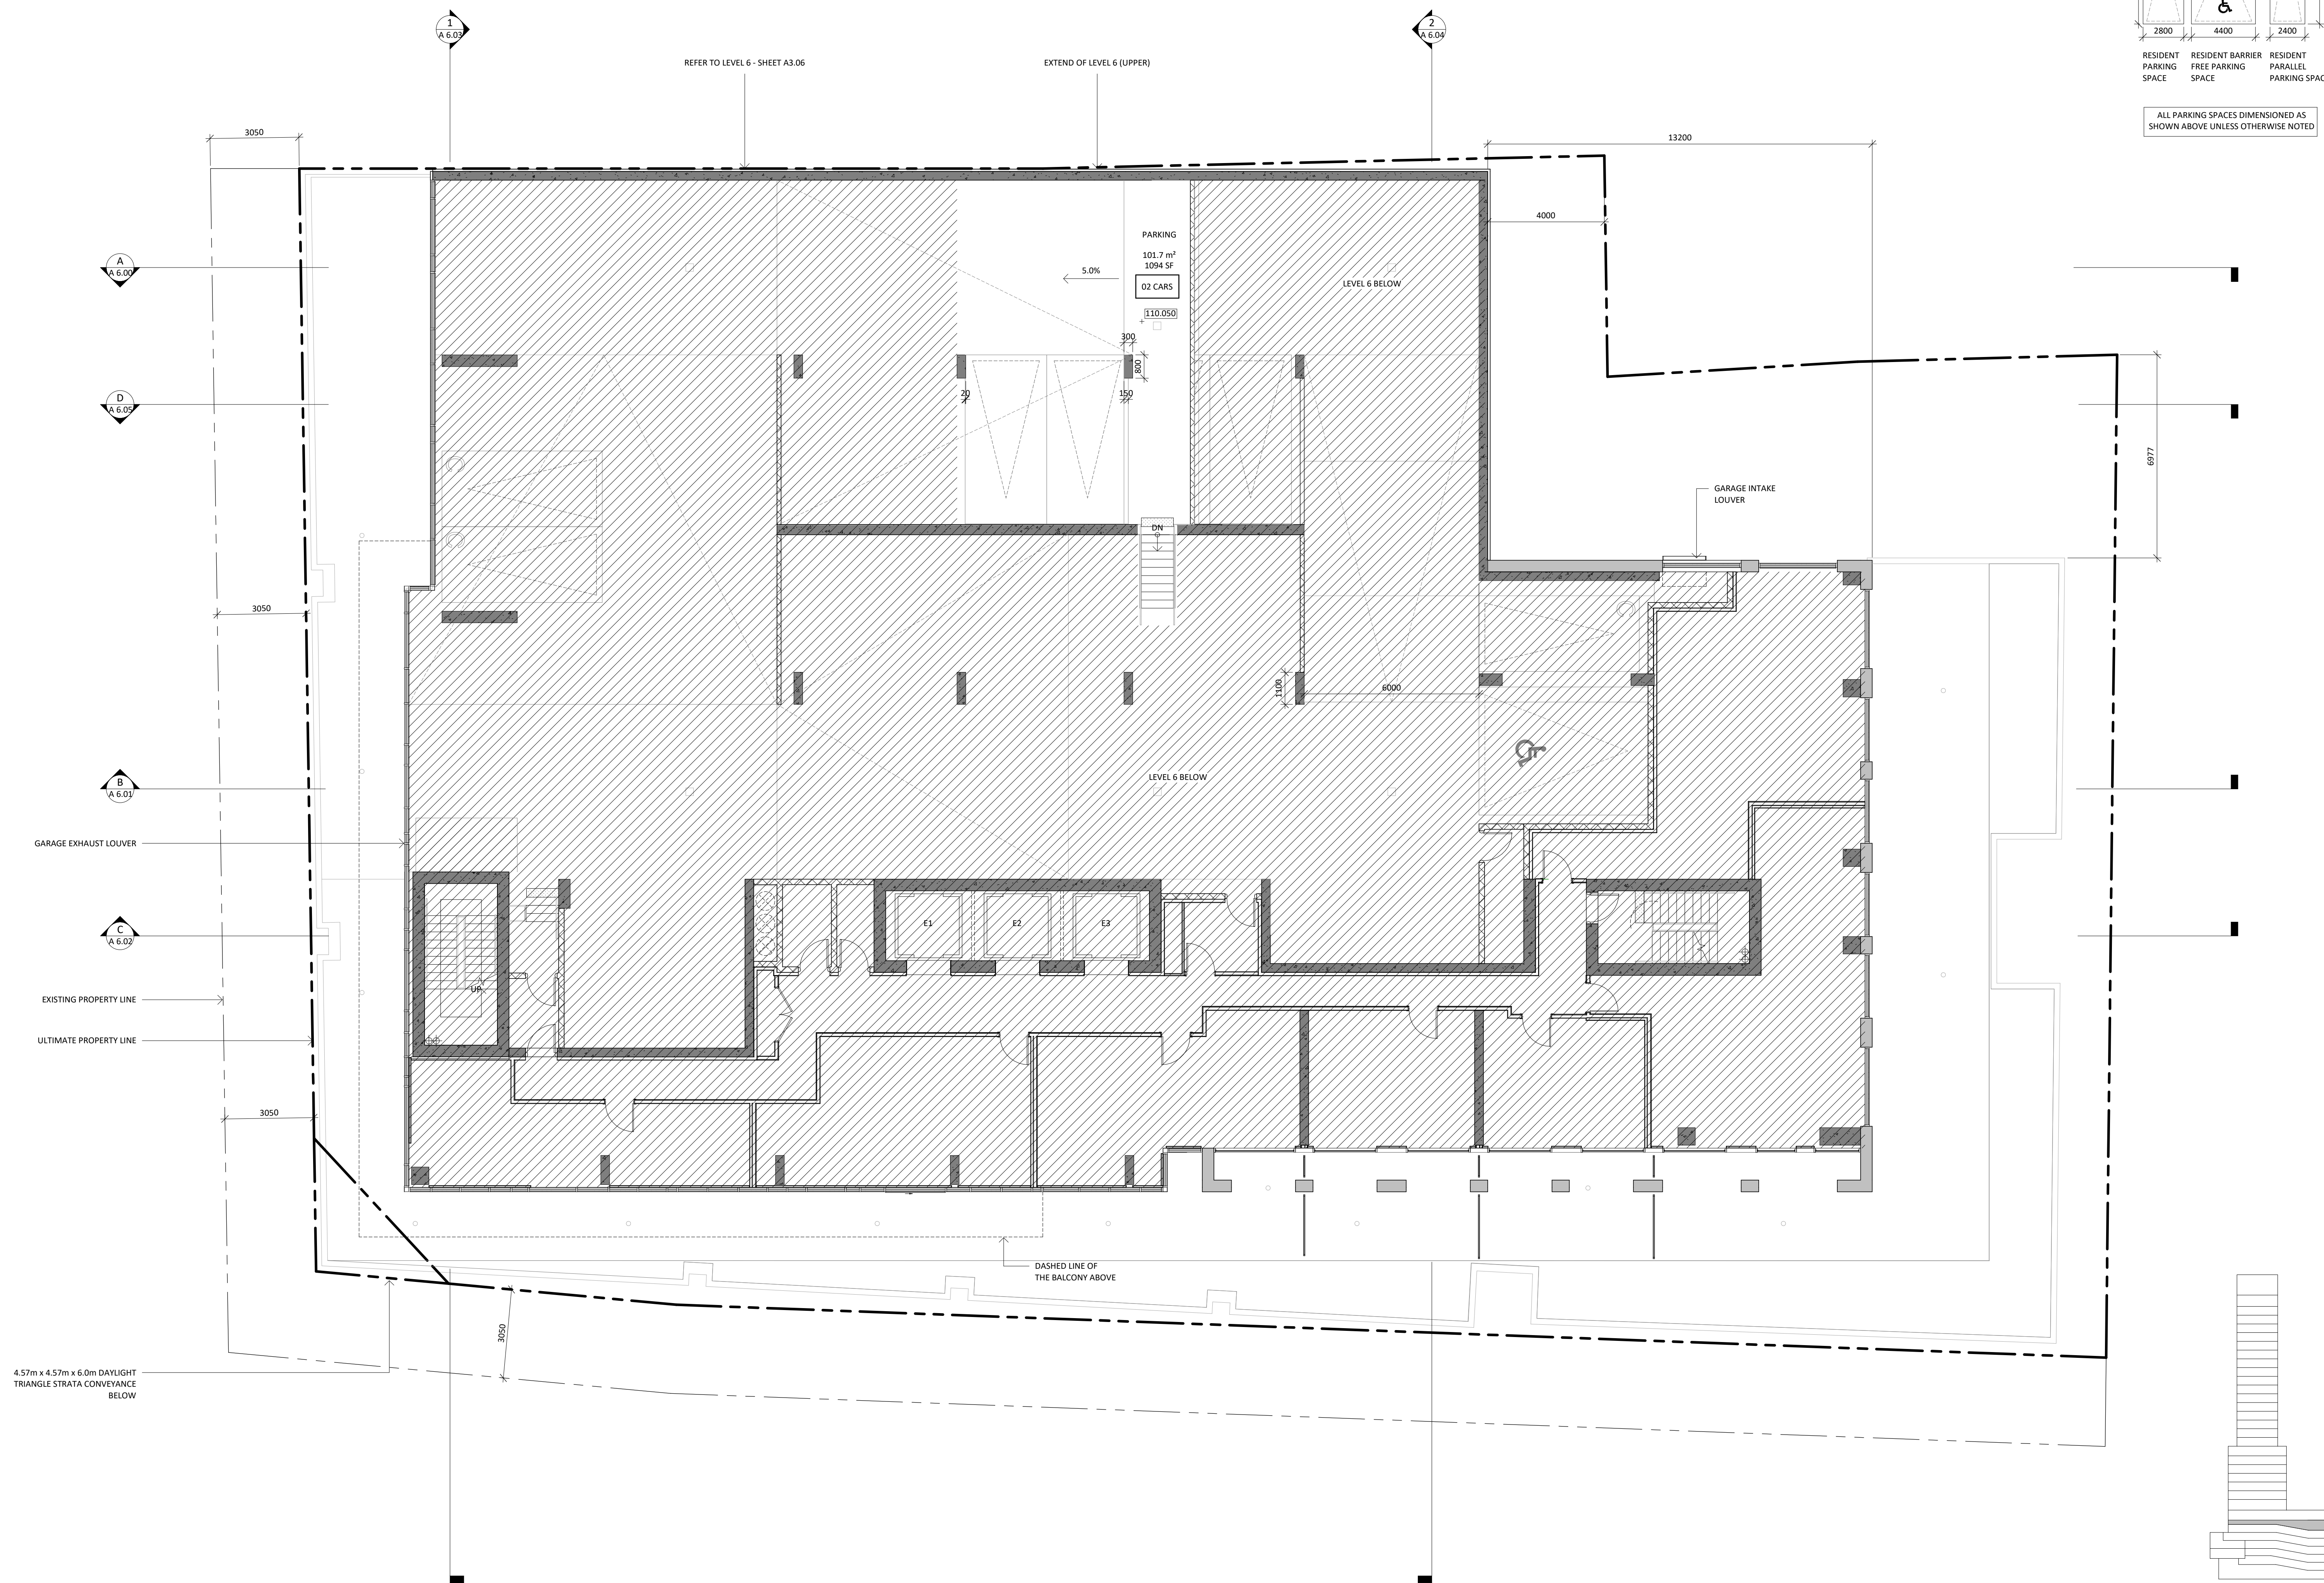 1
A 6.03
2
A 6.04
REFER TO LEVEL 6 - SHEET A3.06
EXTEND OF LEVEL 6 (UPPER)
2800
4400
2400
RESIDENT
PARKING
SPACE
RESIDENT BARRIER
FREE PARKING
SPACE
RESIDENT
PARALLEL
ALL PARKING SPACES DIMENSIONED AS
SHOWN ABOVE UNLESS OTHERWISE NOTED
3050
13200
4000
A
A 6.00
PARKING
101.7 m²
1094 SF
02 CARS
5.0%
110.050
LEVEL 6 BELOW
300
800
20
150
D
A 6.05
6977
GARAGE INTAKE
LOUVER
DN
3050
1100
6000
B
A 6.01
LEVEL 6 BELOW
GARAGE EXHAUST LOUVER
C
A 6.02
E1
E2
E3
UP
EXISTING PROPERTY LINE
ULTIMATE PROPERTY LINE
3050
DASHED LINE OF
THE BALCONY ABOVE
3050
4.57m x 4.57m x 6.0m DAYLIGHT
TRIANGLE STRATA CONVEYANCE
BELOW